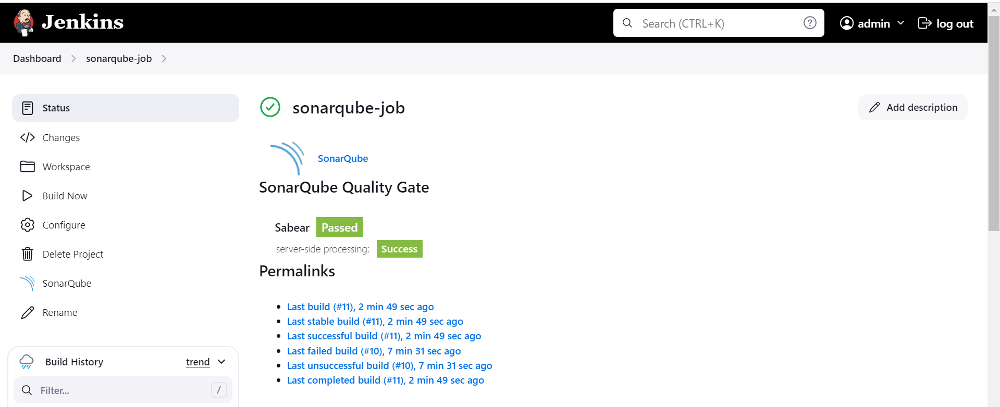 Jenkins
Search (CTRL+K)
?
admin
log out
Dashboard
sonarqube-job
Status
Changes
Workspace
Build Now
Configure
Delete Project
SonarQube
Rename
Build History
trend
Filter...
/
sonarqube-job
Add description
SonarQube
SonarQube Quality Gate
Sabear Passed
server-side processing: Success
Permalinks
Last build (#11), 2 min 49 sec ago
Last stable build (#11), 2 min 49 sec ago
Last successful build (#11), 2 min 49 sec ago
Last failed build (#10), 7 min 31 sec ago
Last unsuccessful build (#10), 7 min 31 sec ago
Last completed build (#11), 2 min 49 sec ago